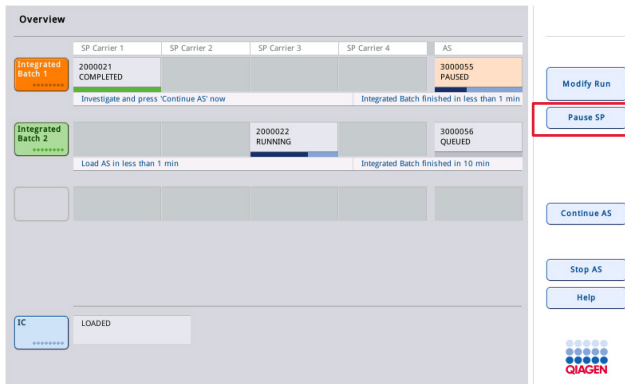 Overview
SP Carrier 1 SP Carrier 2 SP Carrier 3 SP Carrier 4 AS
Integrated
Batch 1
2000021
COMPLETED
3000055
PAUSED
Investigate and press 'Continue AS' now
Integrated Batch finished in less than 1 min
Integrated
Batch 2
2000022
RUNNING
3000056
QUEUED
Load AS in less than 1 min
Integrated Batch finished in 10 min
IC
LOADED
Modify Run
Pause SP
Continue AS
Stop AS
Help
QIAGEN